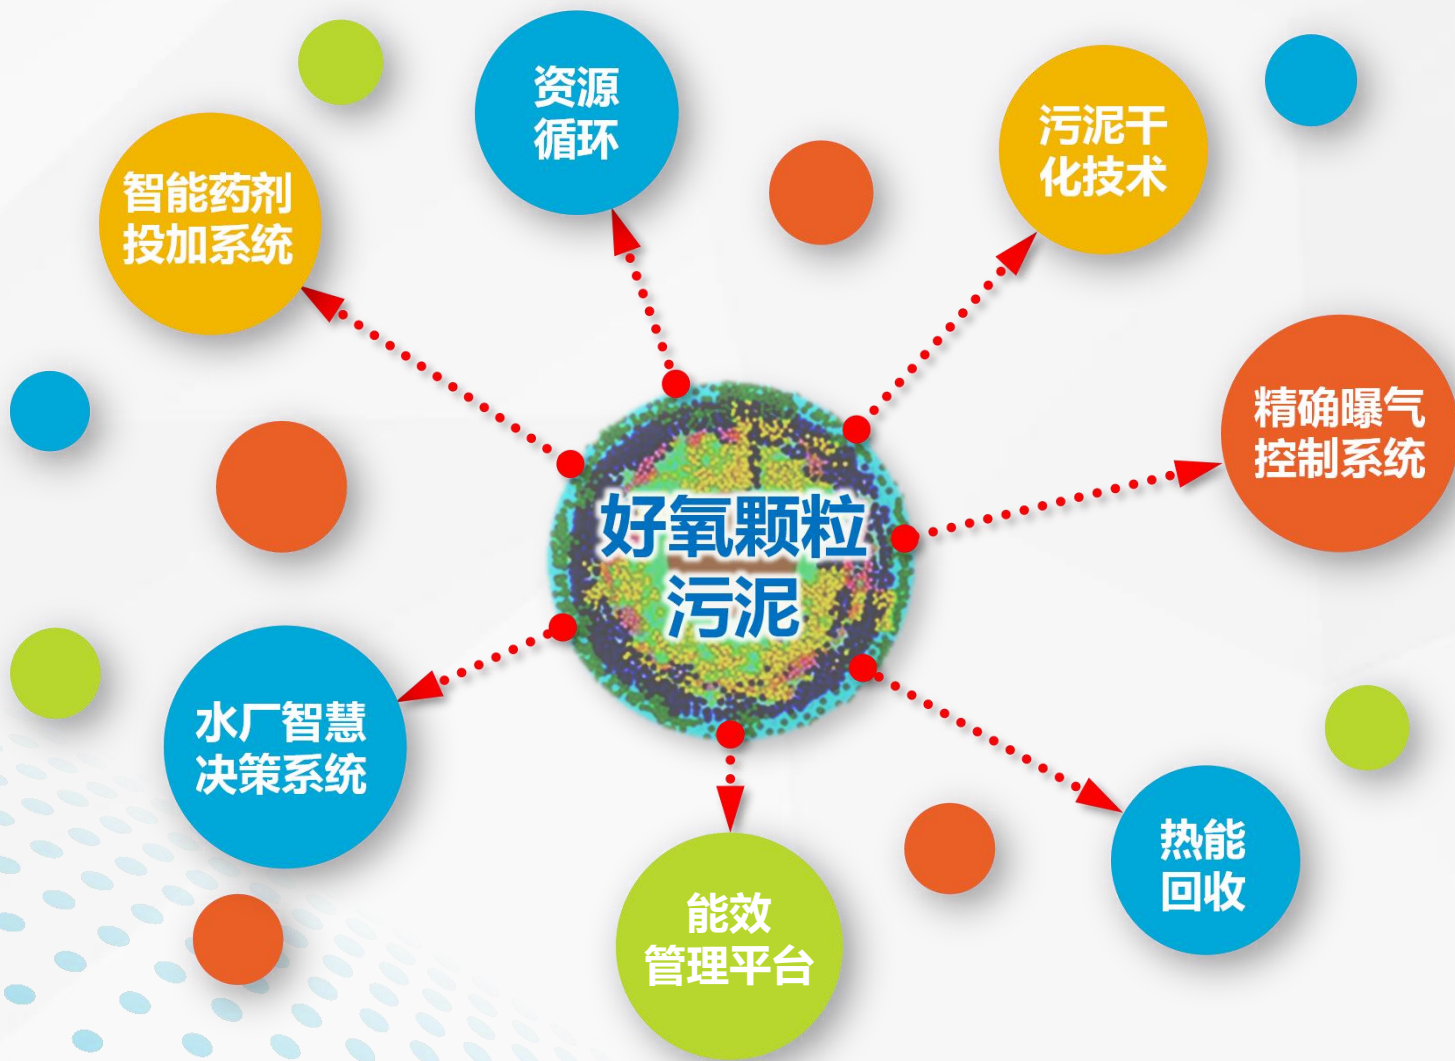 资源
循环
污泥干
化技术
智能药剂
投加系统
精确曝气
控制系统
好氧颗粒
污泥
水厂智慧
决策系统
热能
回收
能效
管理平台